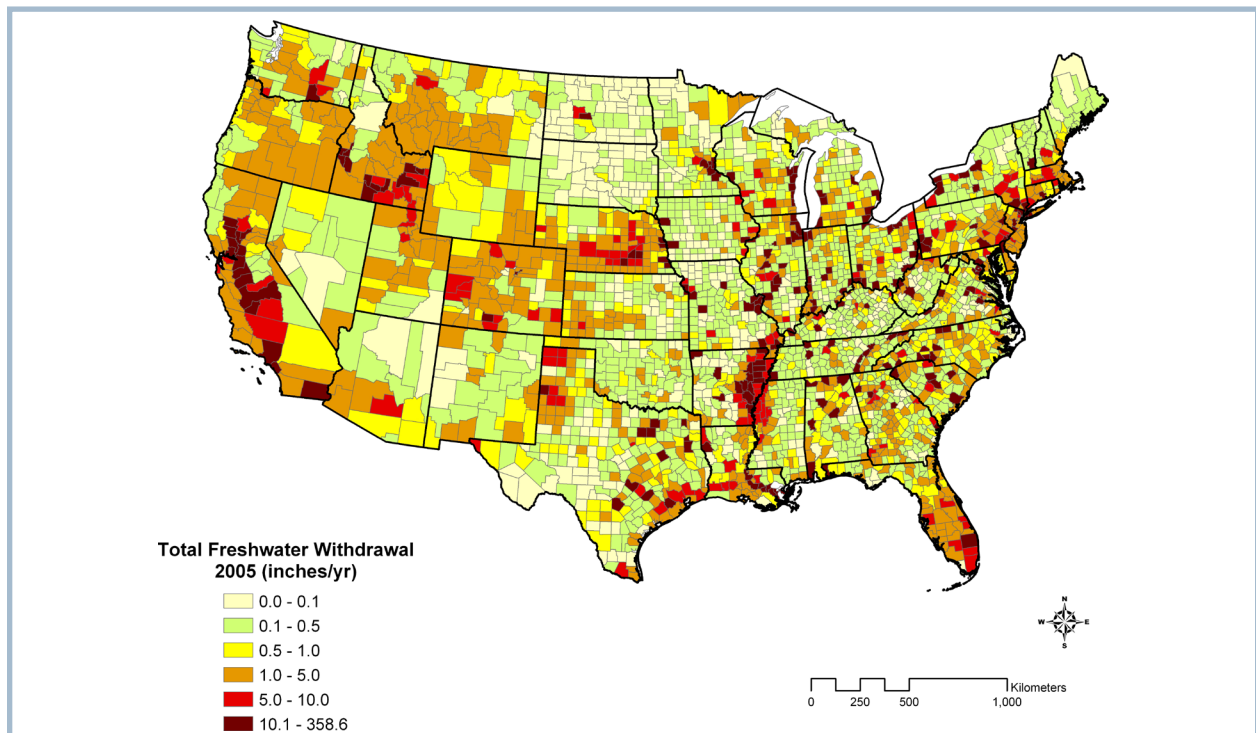 Total Freshwater Withdrawal
2005 (inches/yr)
0.0 - 0.1
0.1 - 0.5
0.5 - 1.0
1.0 - 5.0
5.0 - 10.0
10.1 - 358.6
N
W E
S
Kilometers
0 250 500 1,000